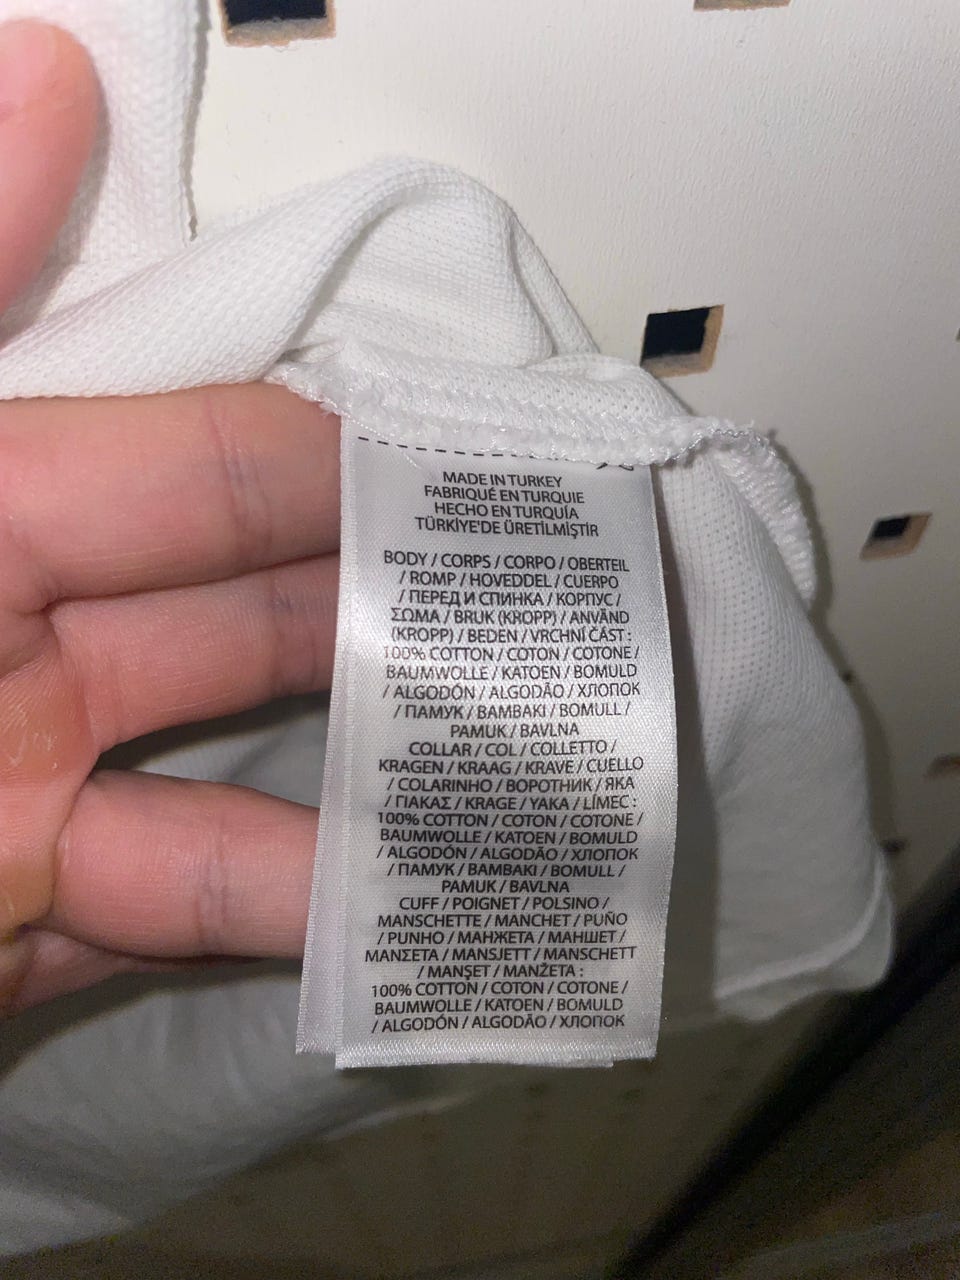 MADE IN TURKEY
FABRIQUÉ EN TURQUIE
HECHO EN TURQUÍA
TÜRKİYE'DE ÜRETİLMİŞTİR
BODY / CORPS / CORPO / OBERTEIL
/ ROMP / HOVEDDEL / CUERPO
/ ПЕРЕД И СПИНКА / КОРПУС /
ΣΩΜΑ / BRUK (KROPP) / ANVÄND
(KROPP) / BEDEN / VRCHNÍ ČÁST :
100% COTTON / COTON / COTONE /
BAUMWOLLE / KATOEN / BOMULD
/ ALGODÓN / ALGODÃO / ХЛОПОК
/ ПАМУК / ΒΑΜΒΑΚΙ / BOMULL /
PAMUK / BAVLNA
COLLAR / COL / COLLETTO /
KRAGEN / KRAAG / KRAVE / CUELLO
/ COLARINHO / ВОРОТНИК / ЯКА
/ ΓΙΑΚΑΣ / KRAGE / YAKA / LÍMEC :
100% COTTON / COTON / COTONE /
BAUMWOLLE / KATOEN / BOMULD
/ ALGODÓN / ALGODÃO / ХЛОПОК
/ ПАМУК / ΒΑΜΒΑΚΙ / BOMULL /
PAMUK / BAVLNA
CUFF / POIGNET / POLSINO /
MANSCHETTE / MANCHET / PUÑO
/ PUNHO / МАНЖЕТА / МАНШЕТ /
ΜΑΝΣΕΤΑ / MANSJETT / MANSCHETT
/ MANŞET / MANŽETA :
100% COTTON / COTON / COTONE /
BAUMWOLLE / KATOEN / BOMULD
/ ALGODÓN / ALGODÃO / ХЛОПОК